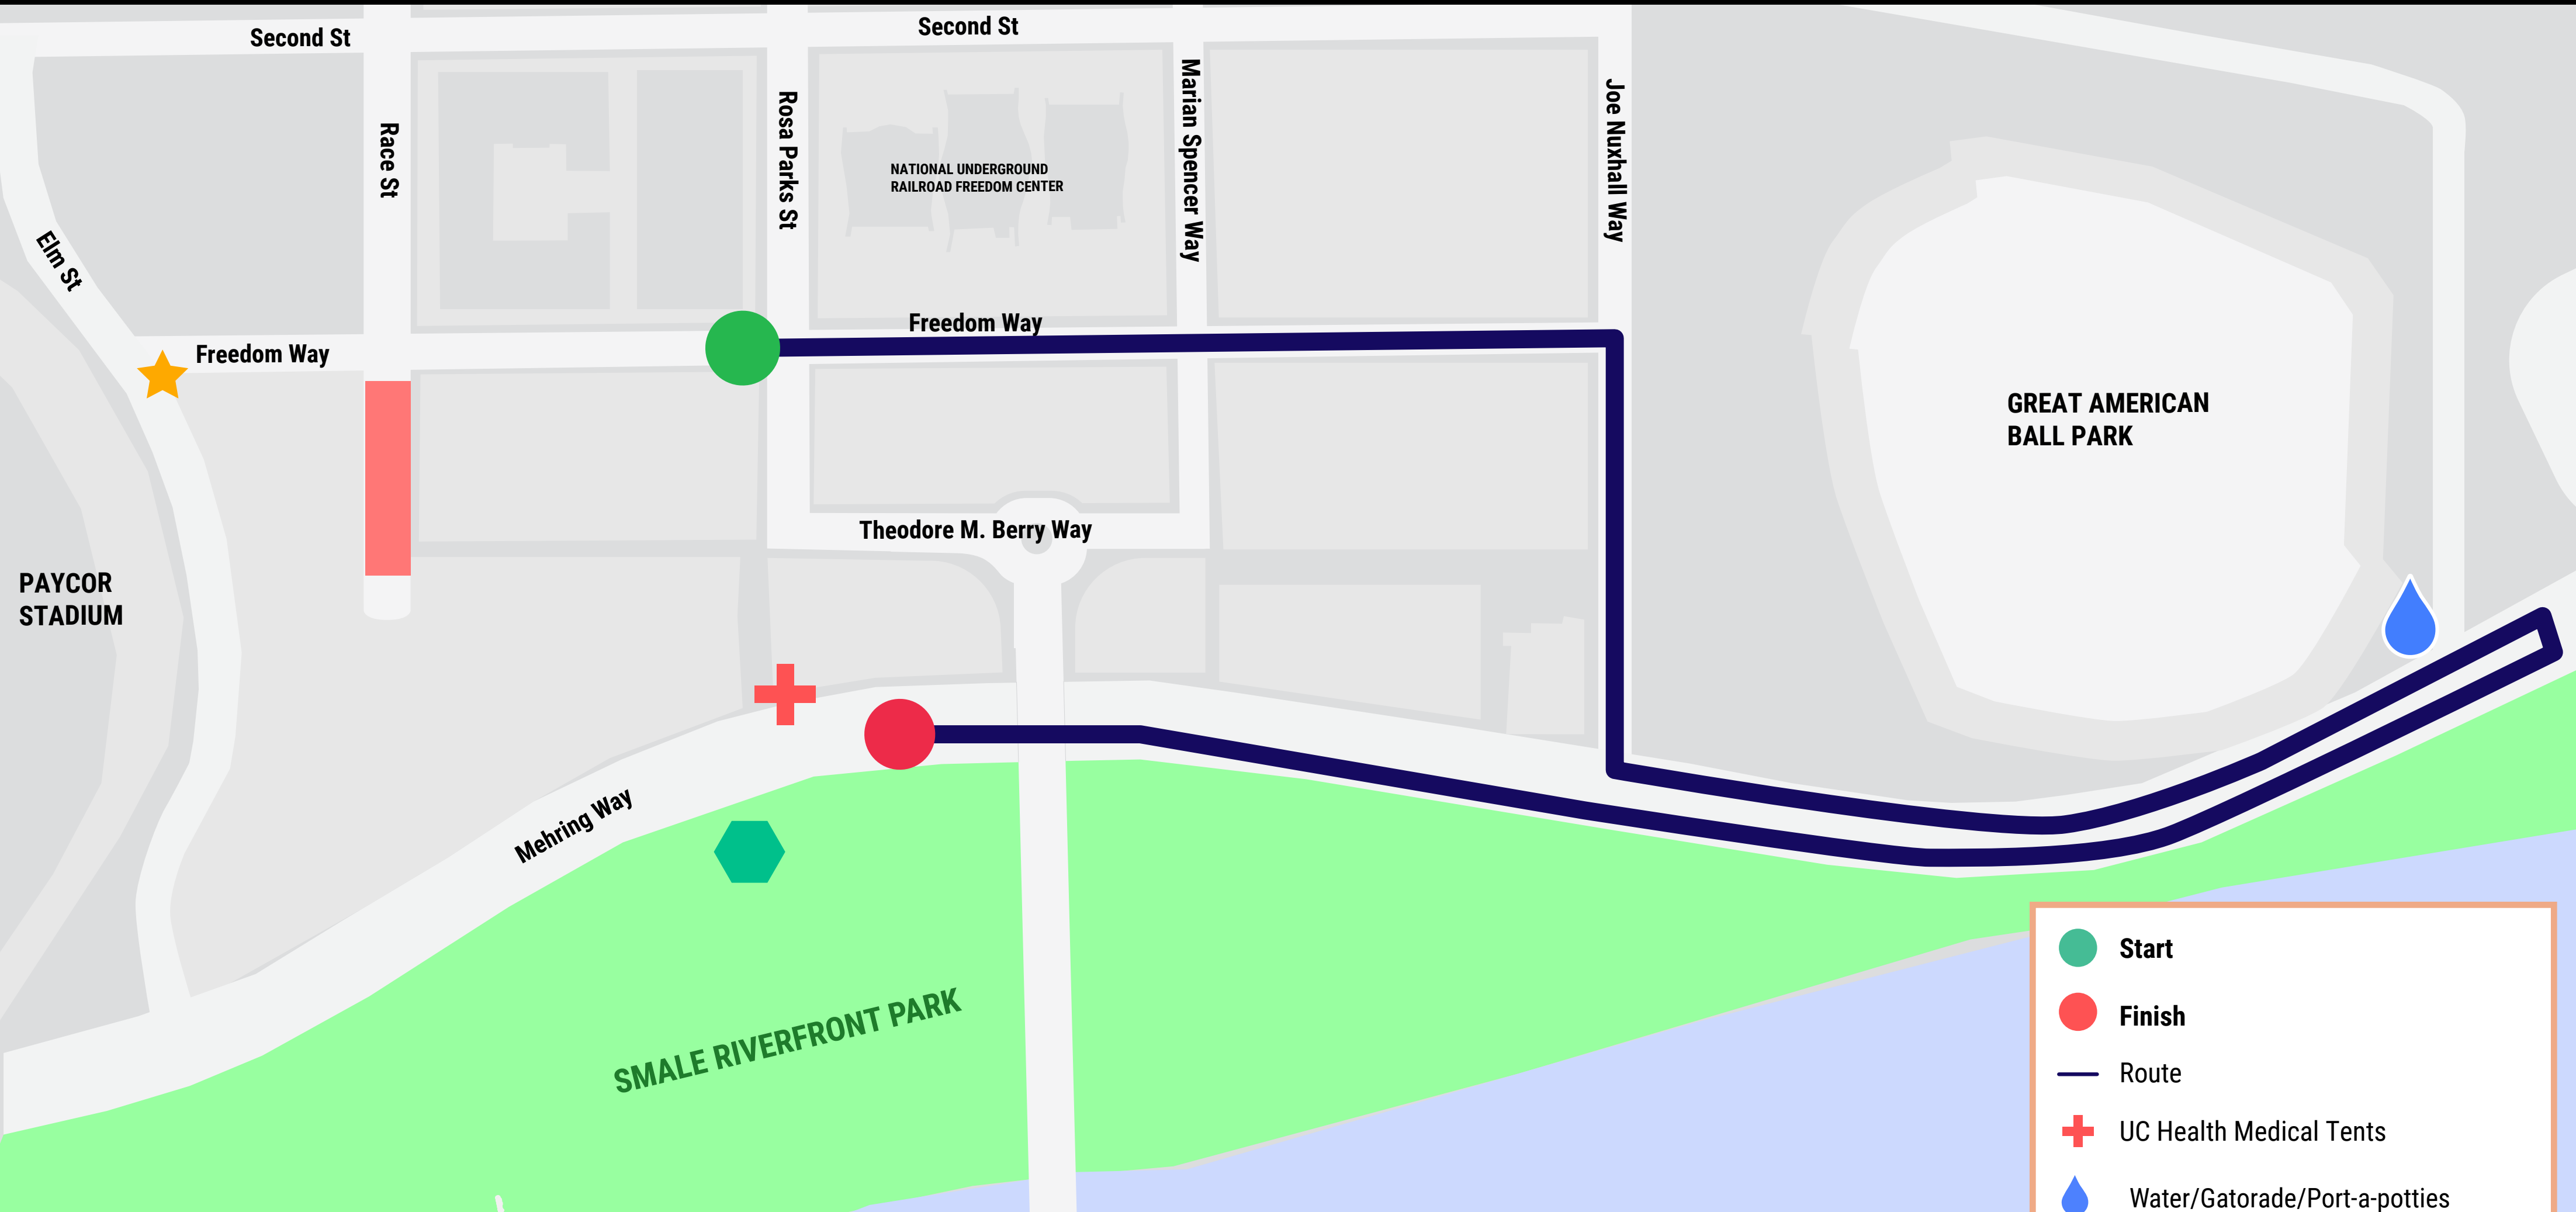 Second St
Second St
Race St
Rosa Parks St
Marian Spencer Way
Joe Nuxhall Way
NATIONAL UNDERGROUND
RAILROAD FREEDOM CENTER
Elm St
Freedom Way
Freedom Way
GREAT AMERICAN
BALL PARK
Theodore M. Berry Way
PAYCOR
STADIUM
Mehring Way
SMALE RIVERFRONT PARK
Start
Finish
Route
UC Health Medical Tents
Water/Gatorade/Port-a-potties